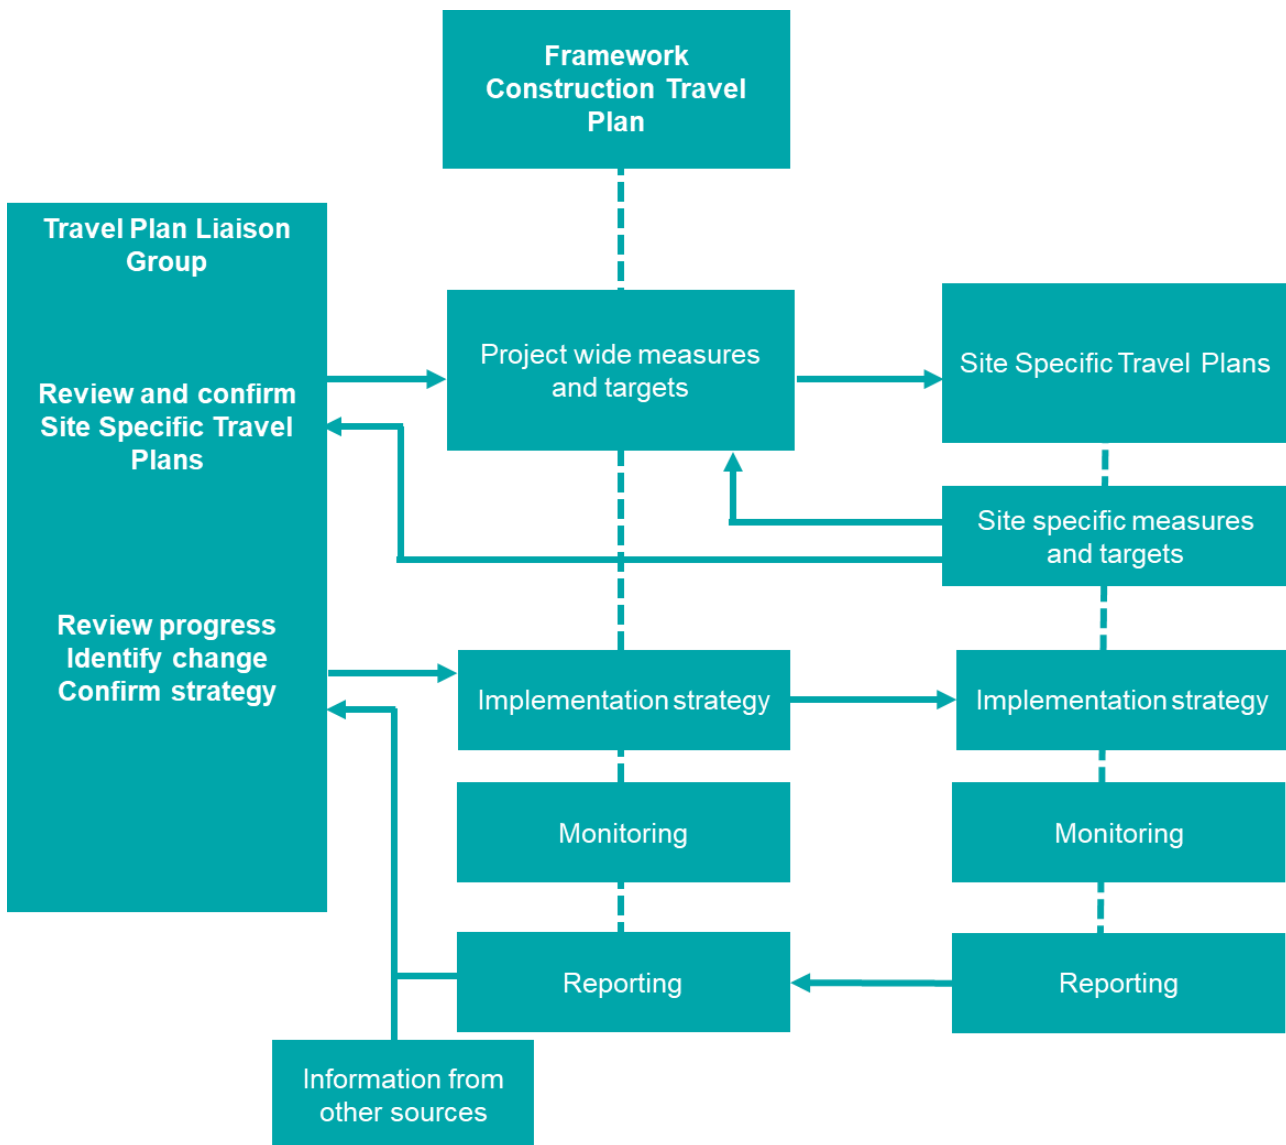 Framework
Construction Travel
Plan
Travel Plan Liaison
Group
Review and confirm
Site Specific Travel
Plans
Review progress
Identify change
Confirm strategy
Project wide measures
and targets
Site Specific Travel Plans
Site specific measures
and targets
Implementation strategy
Implementation strategy
Monitoring
Monitoring
Reporting
Reporting
Information from
other sources